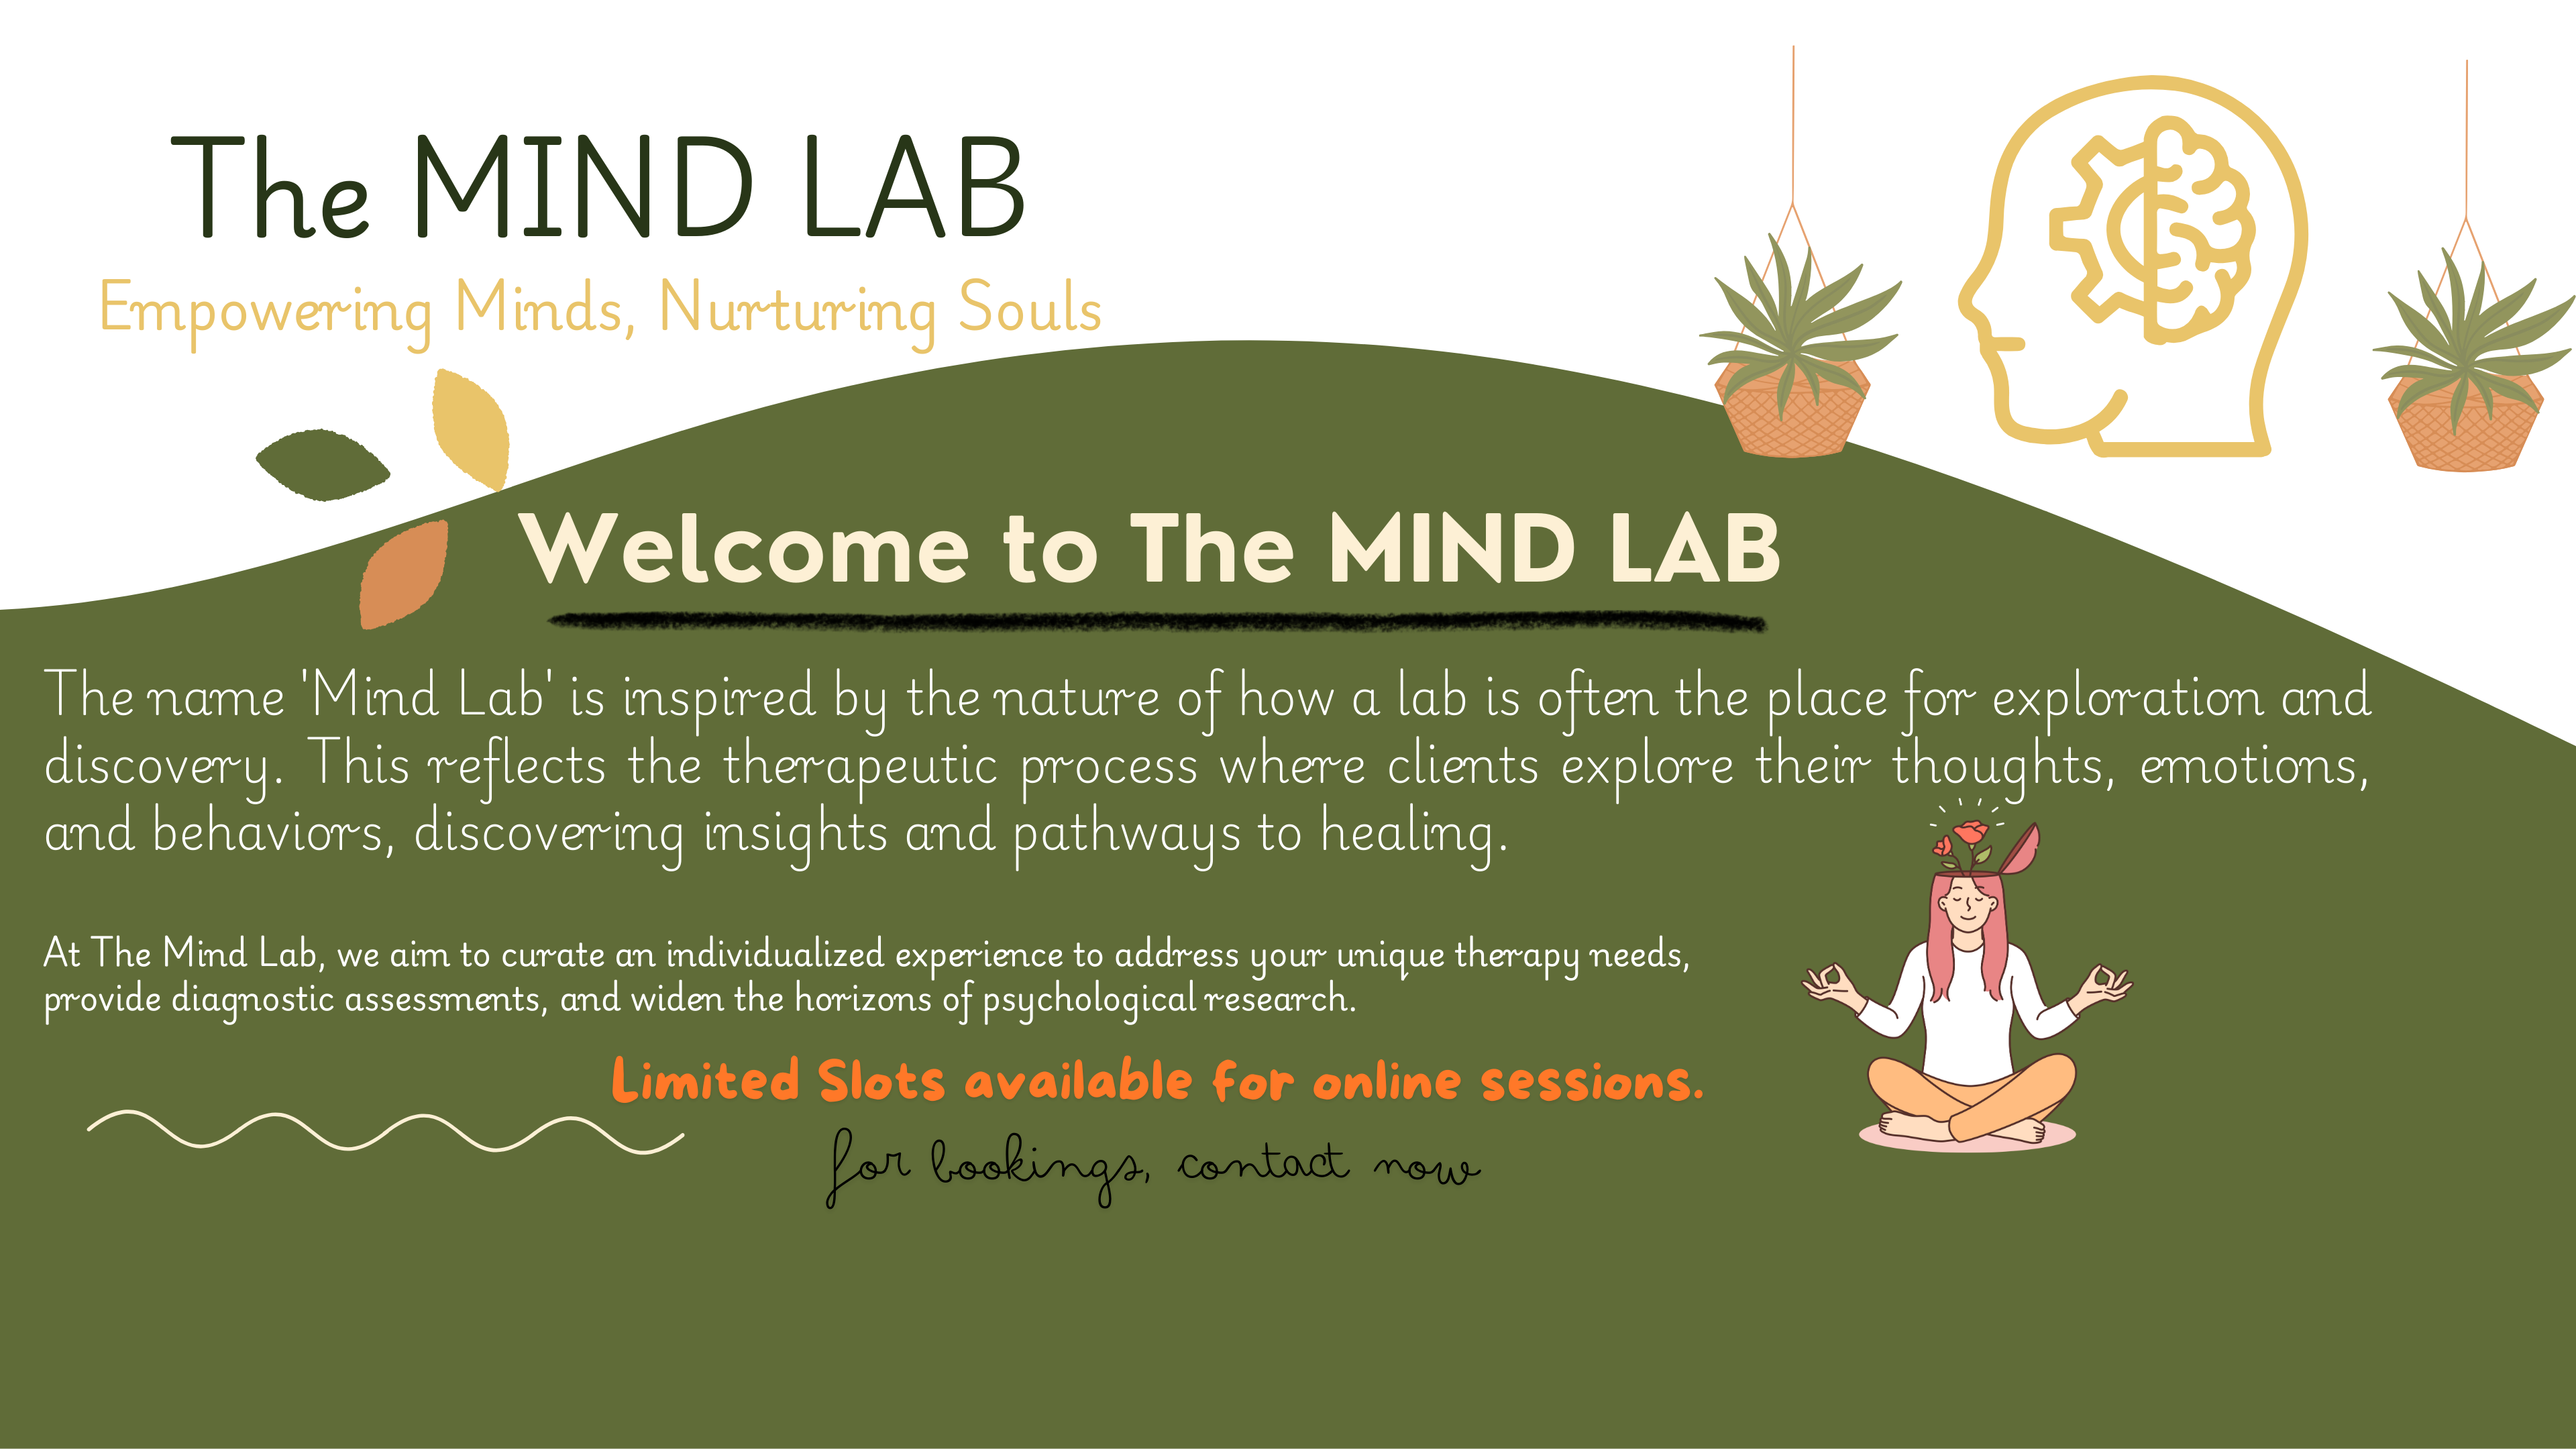 The MIND LAB
Empowering Minds, Nurturing Souls
Welcome to The MIND LAB
The name 'Mind Lab' is inspired by the nature of how a lab is often the place for exploration and
discovery. This reflects the therapeutic process where clients explore their thoughts, emotions,
and behaviors, discovering insights and pathways to healing.
At The Mind Lab, we aim to curate an individualized experience to address your unique therapy needs,
provide diagnostic assessments, and widen the horizons of psychological research.
Limited Slots available for online sessions.
for bookings, contact now